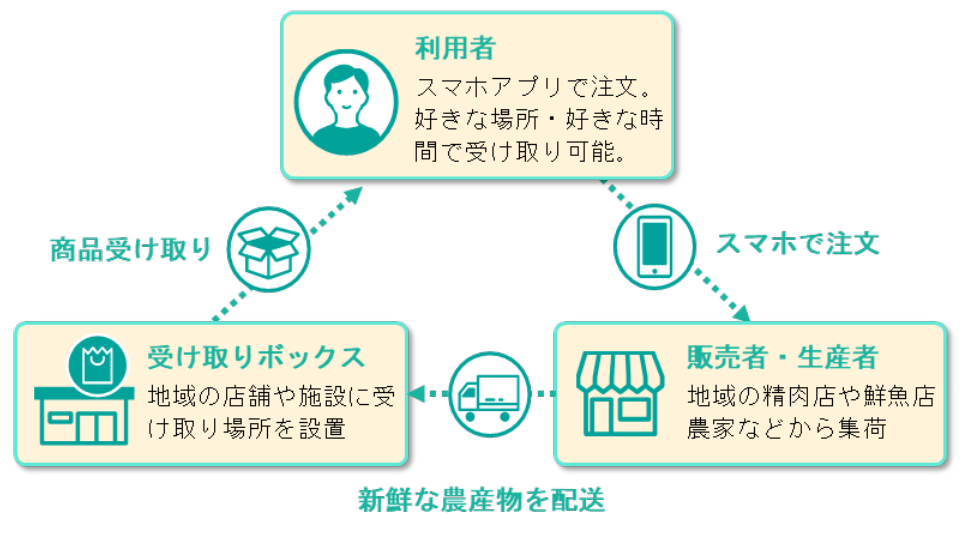 利用者
スマホアプリで注文。
好きな場所・好きな時
間で受け取り可能。
商品受け取り
スマホで注文
受け取りボックス
地域の店舗や施設に受
け取り場所を設置
販売者・生産者
地域の精肉店や鮮魚店
農家などから集荷
新鮮な農産物を配送